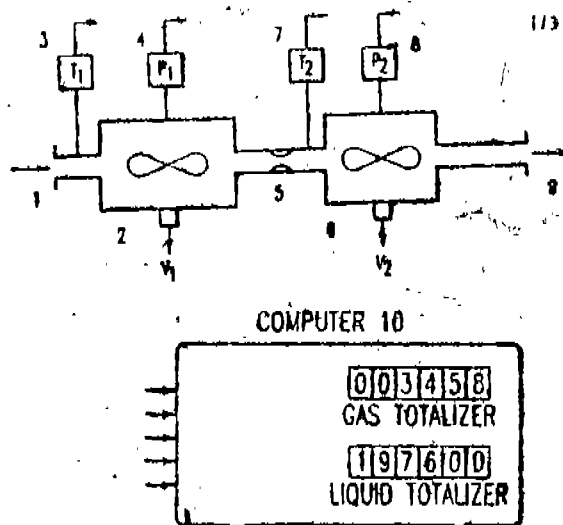 1/3
3 4 7 8
T1 P1 T2 P2
1 2 5 6 9
V1 V2
COMPUTER 10
003458
GAS TOTALIZER
197600
LIQUID TOTALIZER